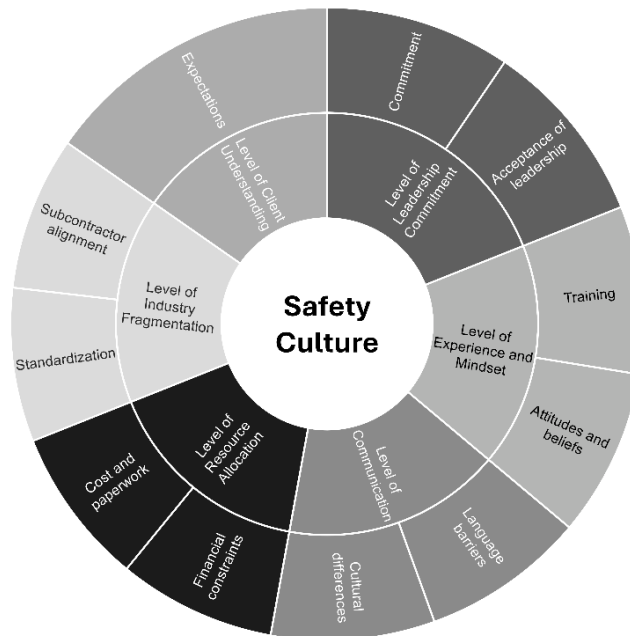 Safety
Culture
Level of
Leadership
Commitment
Commitment
Acceptance of
leadership
Level of
Experience and
Mindset
Training
Attitudes and
beliefs
Level of
Communication
Language
barriers
Cultural
differences
Level of
Resource
Allocation
Financial
constraints
Cost and
paperwork
Level of
Industry
Fragmentation
Standardization
Subcontractor
alignment
Level of Client
Understanding
Expectations